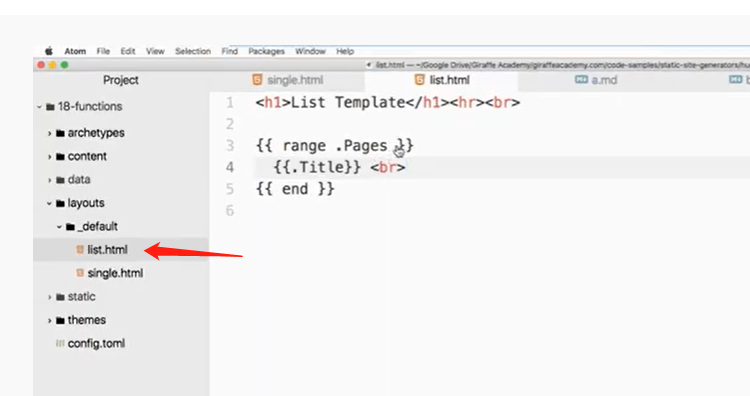 Atom File Edit View Selection Find Packages Window Help
list.html — ~/Google Drive/Giraffe Academy/giraffeacademy.com/code-samples/static-site-generators/hu
Project
single.html
list.html
a.md
18-functions
archetypes
content
data
layouts
_default
list.html
single.html
static
themes
config.toml
1 <h1>List Template</h1><hr><br>
2
3 {{ range .Pages }}
4 {{.Title}} <br>
5 {{ end }}
6